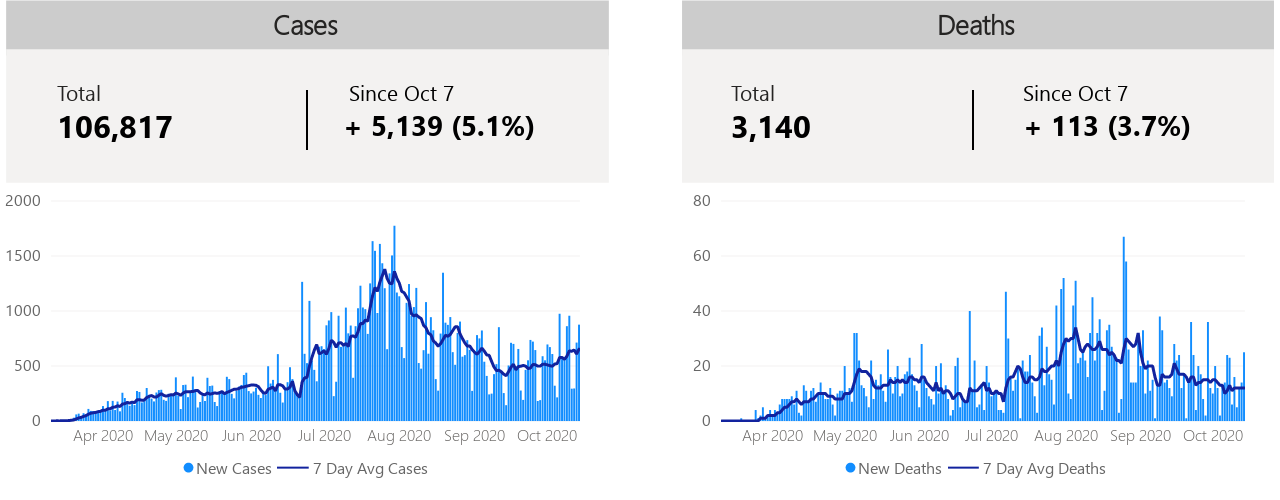 Cases
Total
106,817
Since Oct 7
+ 5,139 (5.1%)
2000
1500
1000
500
0
Apr 2020 May 2020 Jun 2020 Jul 2020 Aug 2020 Sep 2020 Oct 2020
New Cases 7 Day Avg Cases
Deaths
Total
3,140
Since Oct 7
+ 113 (3.7%)
80
60
40
20
0
Apr 2020 May 2020 Jun 2020 Jul 2020 Aug 2020 Sep 2020 Oct 2020
New Deaths 7 Day Avg Deaths